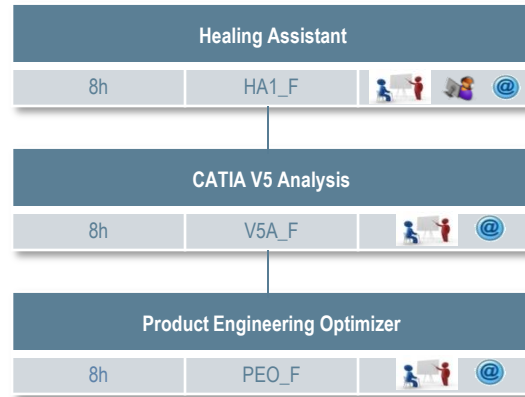 Healing Assistant
8h HA1_F @
CATIA V5 Analysis
8h V5A_F @
Product Engineering Optimizer
8h PEO_F @